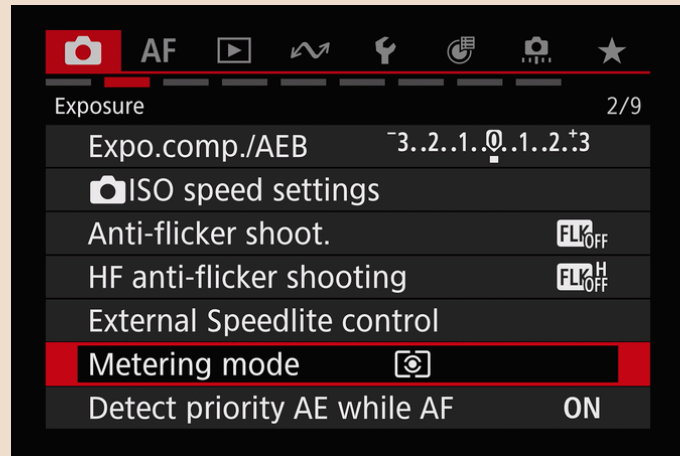 AF
Exposure 2/9
Expo.comp./AEB -3..2..1..0..1..2..+3
ISO speed settings
Anti-flicker shoot. FLK OFF
HF anti-flicker shooting FLK H OFF
External Speedlite control
Metering mode
Detect priority AE while AF ON